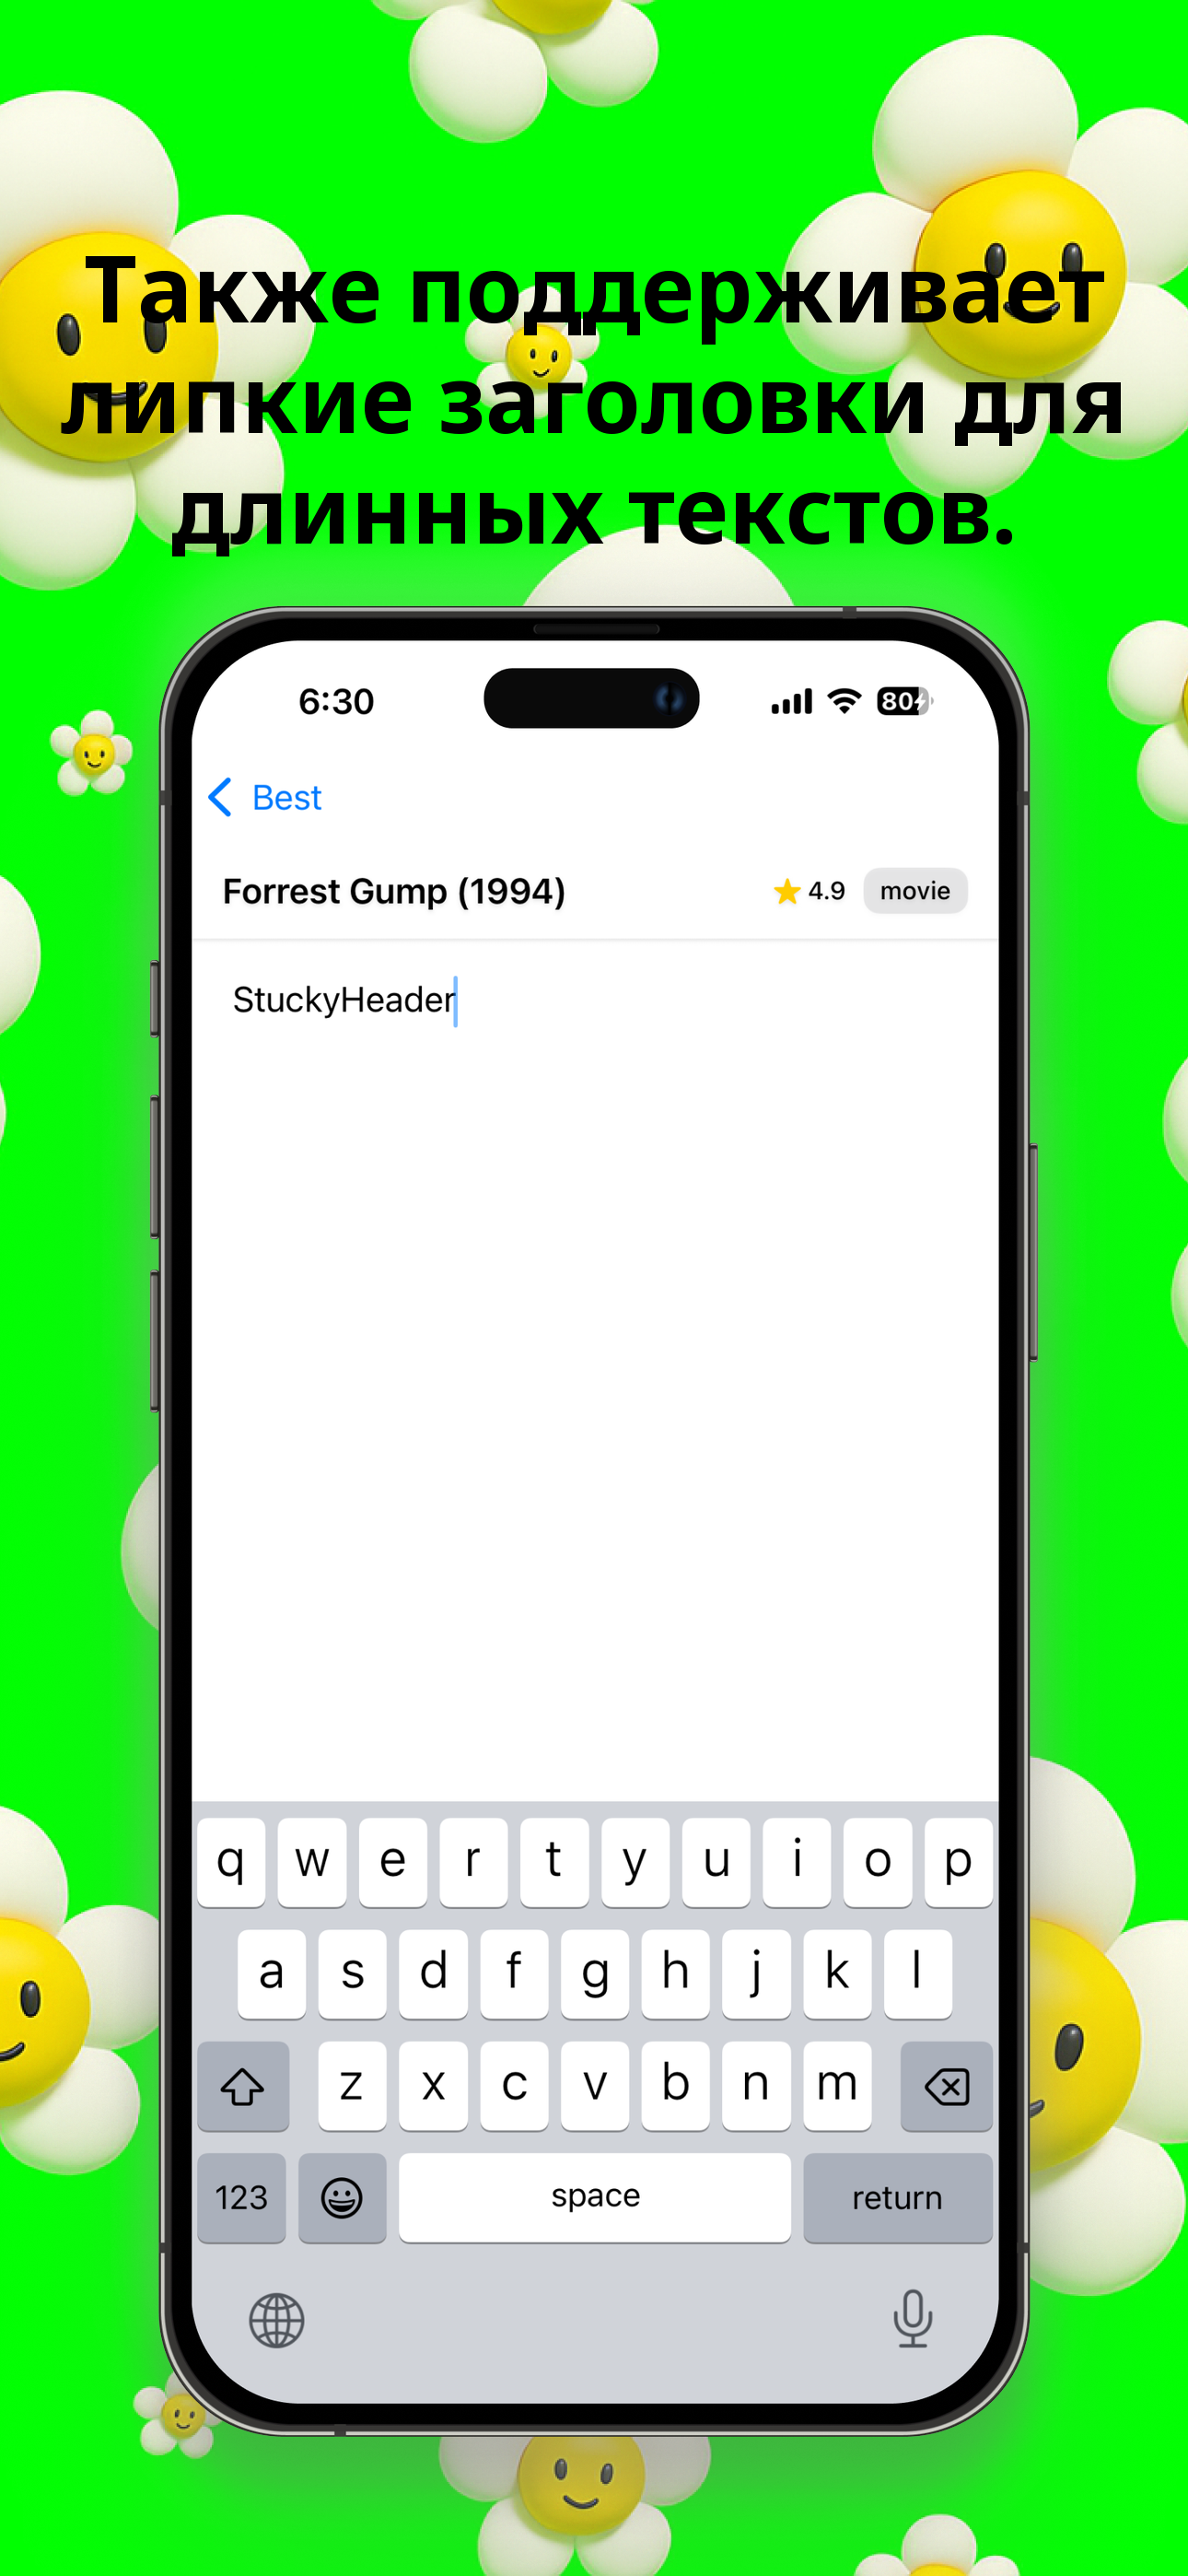 Также поддерживает
липкие заголовки для
длинных текстов.
6:30
80
Best
Forrest Gump (1994)
4.9
movie
StuckyHeader
q w e r t y u i o p
a s d f g h j k l
z x c v b n m
123
space
return